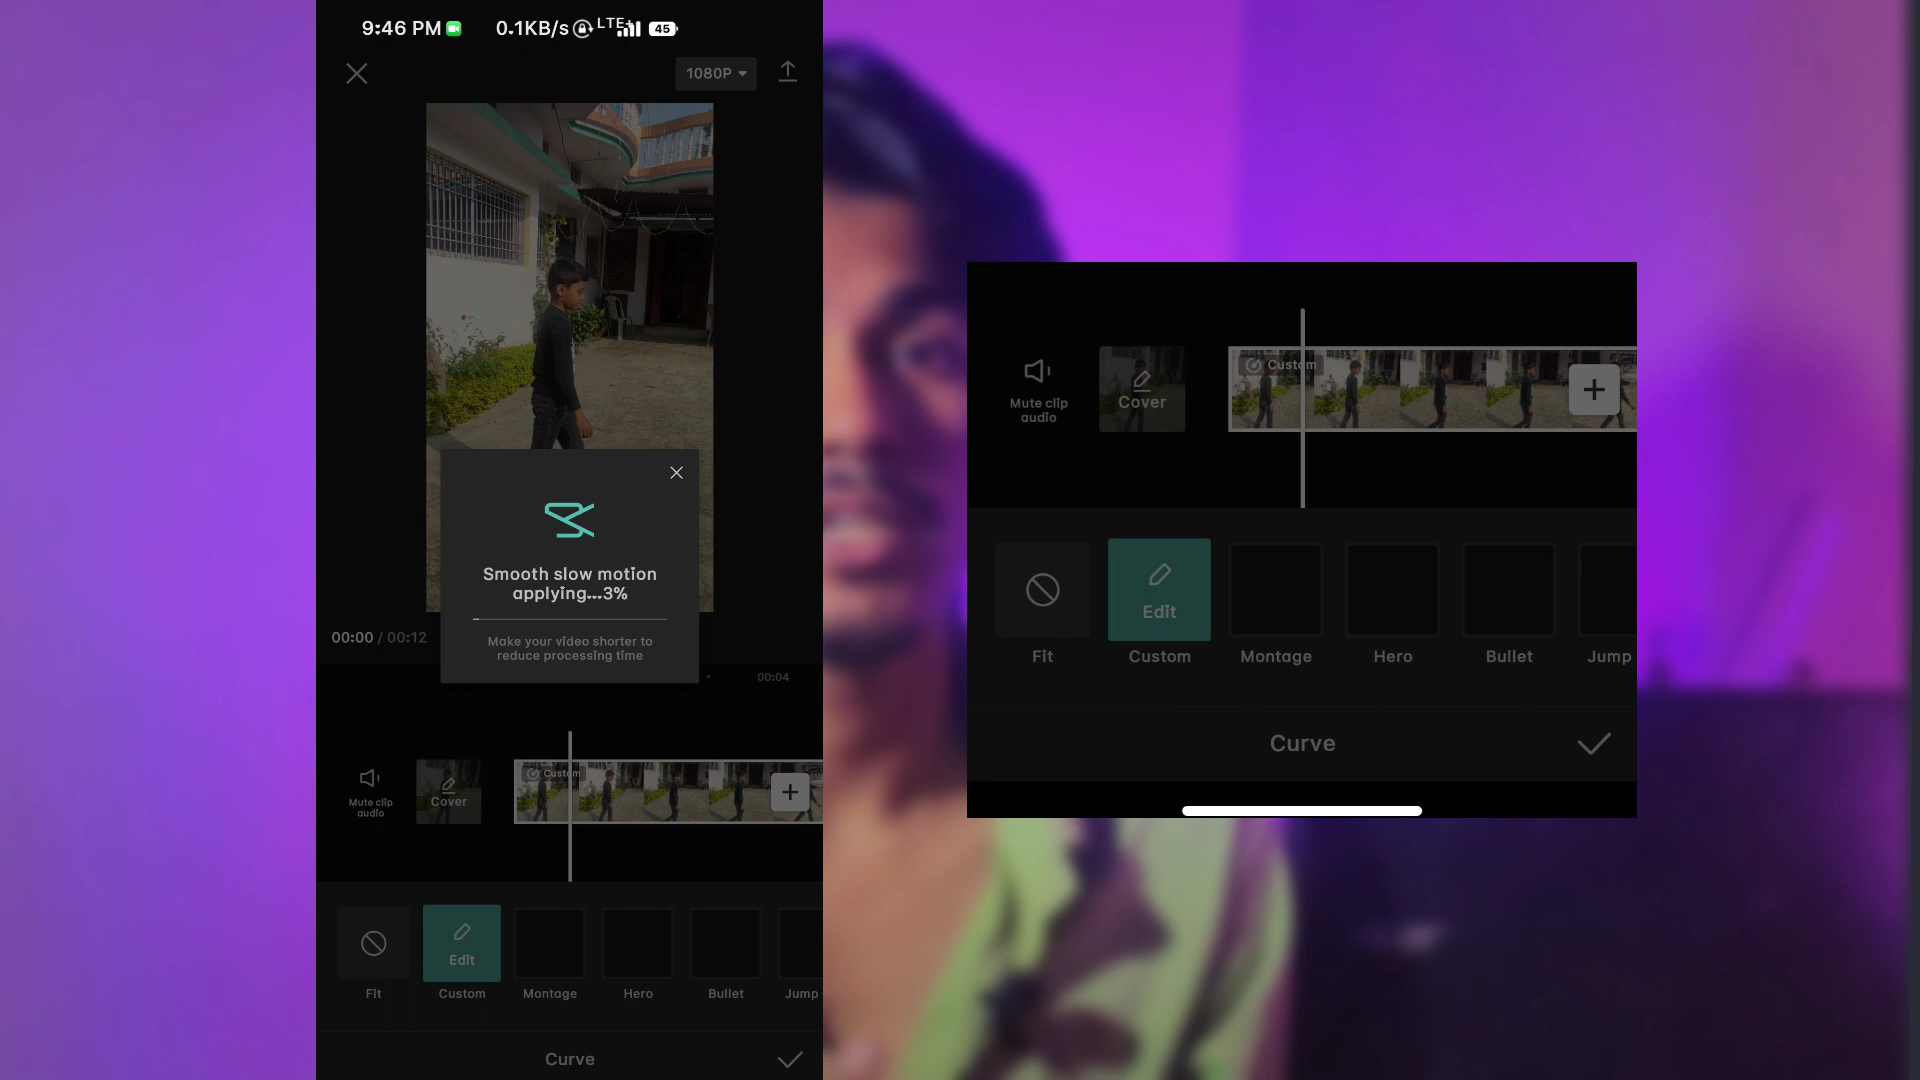 9:46 PM 0.1KB/s LTE+ 45
1080P
Smooth slow motion
applying...3%
Make your video shorter to
reduce processing time
00:00 / 00:12
00:04
Mute clip
audio
Cover
Custom
Edit
Fit
Custom
Montage
Hero
Bullet
Jump
Curve
Mute clip
audio
Cover
Custom
Edit
Fit
Custom
Montage
Hero
Bullet
Jump
Curve